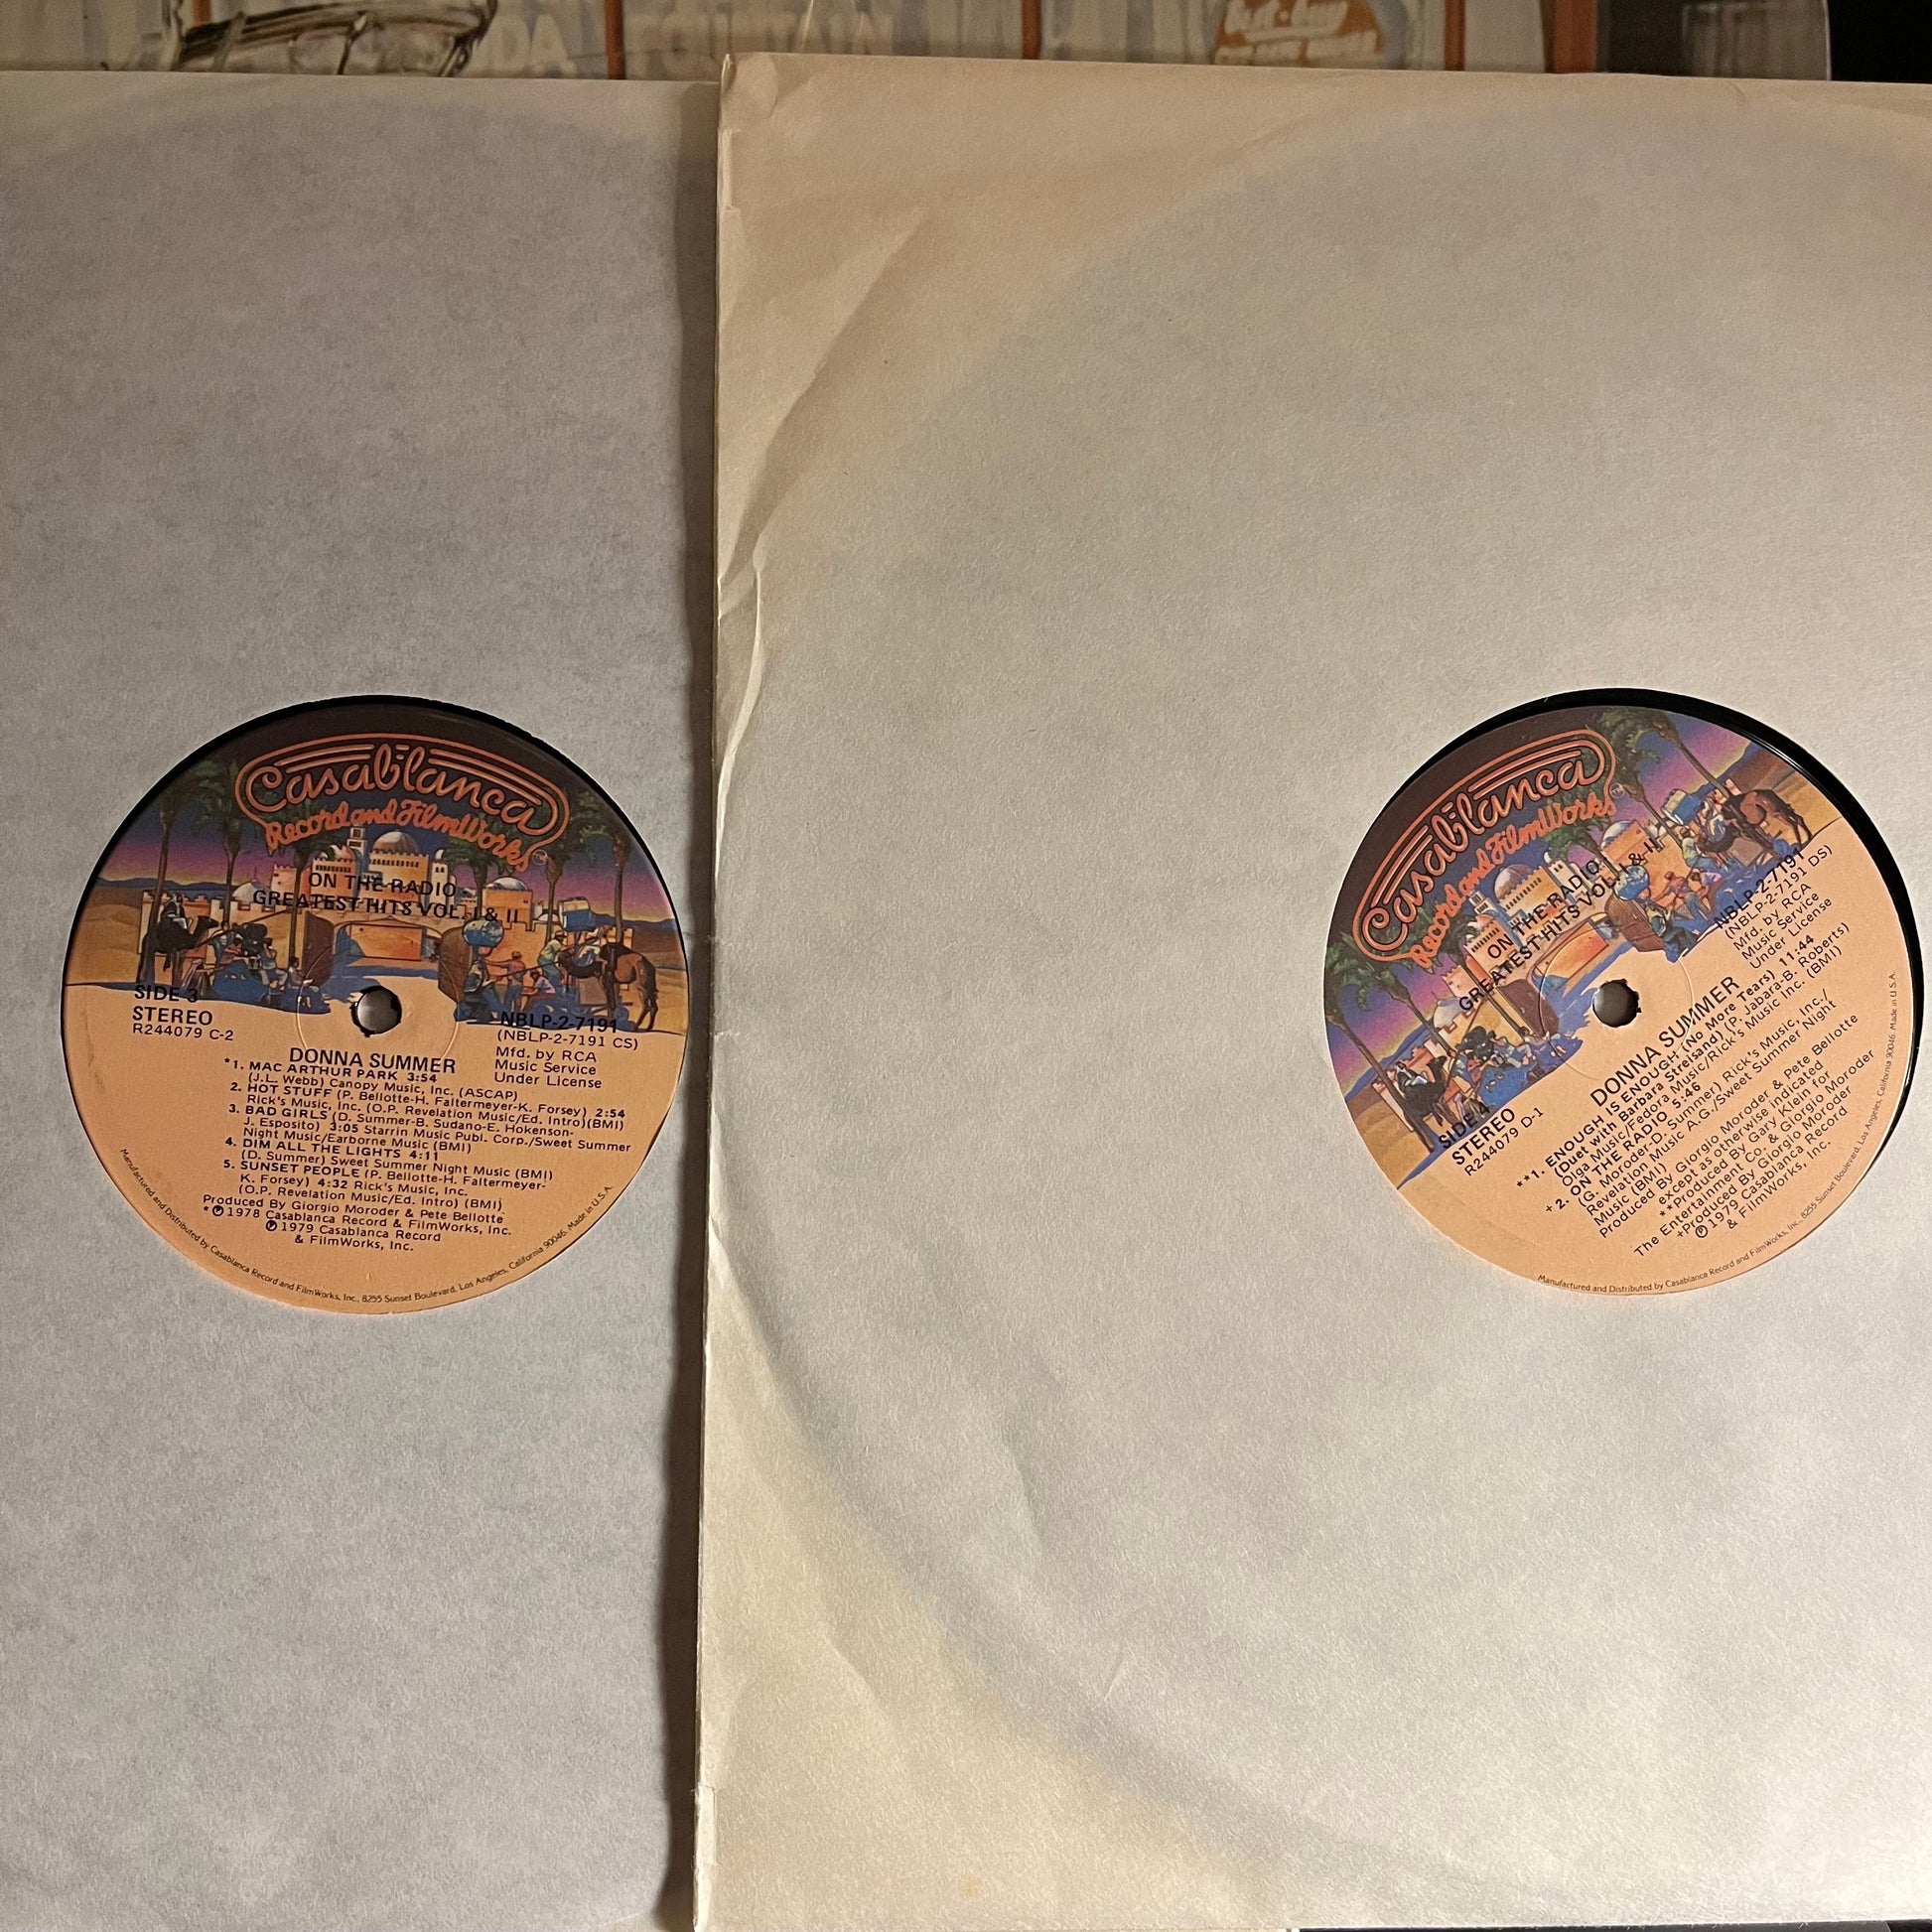 DA FOUNTAIN
Casablanca
Record and FilmWorks
ON THE RADIO-
GREATEST HITS VOL. I & II
SIDE 3
STEREO
R244079 C-2
NBLP-2-7191
(NBLP-2-7191 CS)
Mfd. by RCA
Music Service
Under License
DONNA SUMMER
*1. MAC ARTHUR PARK 3:54
(J.L. Webb) Canopy Music, Inc. (ASCAP)
2. HOT STUFF (P. Bellotte-H. Faltermeyer-K. Forsey) 2:54
Rick's Music, Inc. (O.P. Revelation Music/Ed. Intro)(BMI)
3. BAD GIRLS (D. Summer-B. Sudano-E. Hokenson-
J. Esposito) 3:05 Starrin Music Publ. Corp./Sweet Summer
Night Music/Earborne Music (BMI)
4. DIM ALL THE LIGHTS 4:11
(D. Summer) Sweet Summer Night Music (BMI)
5. SUNSET PEOPLE (P. Bellotte-H. Faltermeyer-
K. Forsey) 4:32 Rick's Music, Inc.
(O.P. Revelation Music/Ed. Intro) (BMI)
Produced By Giorgio Moroder & Pete Bellotte
*℗ 1978 Casablanca Record & FilmWorks, Inc.
℗ 1979 Casablanca Record
& FilmWorks, Inc.
Manufactured and Distributed by Casablanca Record and FilmWorks, Inc., 8255 Sunset Boulevard, Los Angeles, California 90046. Made in U.S.A.
Casablanca
Record and FilmWorks
ON THE RADIO-
GREATEST HITS VOL. I & II
SIDE 4
STEREO
R244079 D-1
NBLP-2-7191
(NBLP-2-7191 DS)
Mfd. by RCA
Music Service
Under License
DONNA SUMMER
**1. ENOUGH IS ENOUGH (No More Tears) 11:44
(Duet with Barbara Streisand) (P. Jabara-B. Roberts)
Olga Music/Fedora Music/Rick's Music Inc. (BMI)
+2. ON THE RADIO 5:46
(G. Moroder-D. Summer) Rick's Music, Inc./
Revelation Music A.G./Sweet Summer Night
Music (BMI)
Produced By Giorgio Moroder & Pete Bellotte
except as otherwise indicated
**Produced By Gary Klein for
The Entertainment Co. & Giorgio Moroder
+Produced By Giorgio Moroder
℗ 1979 Casablanca Record
& FilmWorks, Inc.
Manufactured and Distributed by Casablanca Record and FilmWorks, Inc., 8255 Sunset Boulevard, Los Angeles, California 90046. Made in U.S.A.